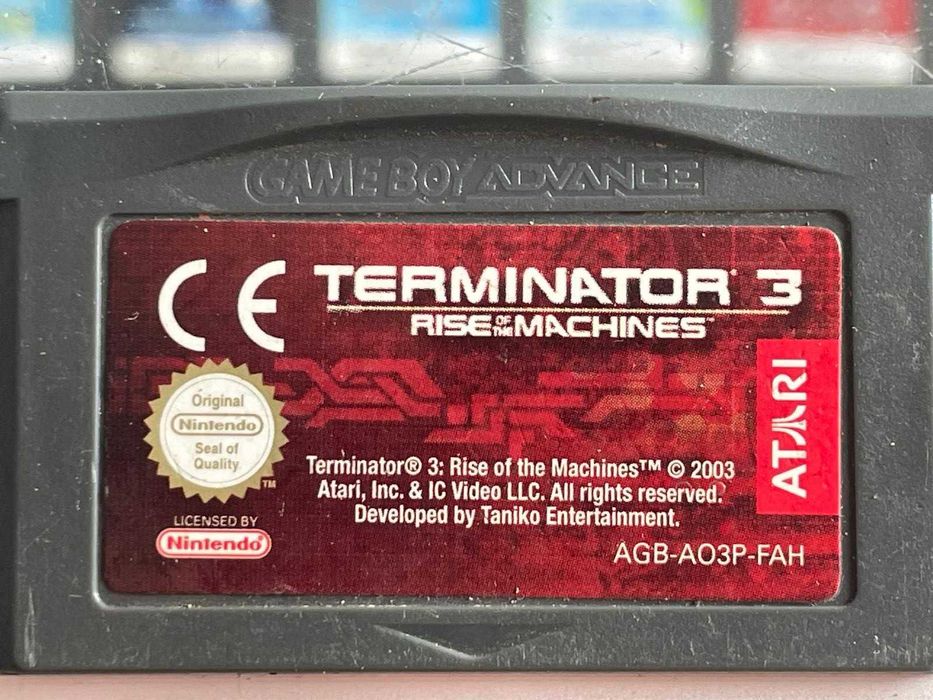 GAME BOY ADVANCE
CE
TERMINATOR® 3
RISE OF THE MACHINES™
Original
Nintendo
Seal of
Quality
TM
ATARI
Terminator® 3: Rise of the Machines™ © 2003
Atari, Inc. & IC Video LLC. All rights reserved.
Developed by Taniko Entertainment.
LICENSED BY
Nintendo®
AGB-AO3P-FAH